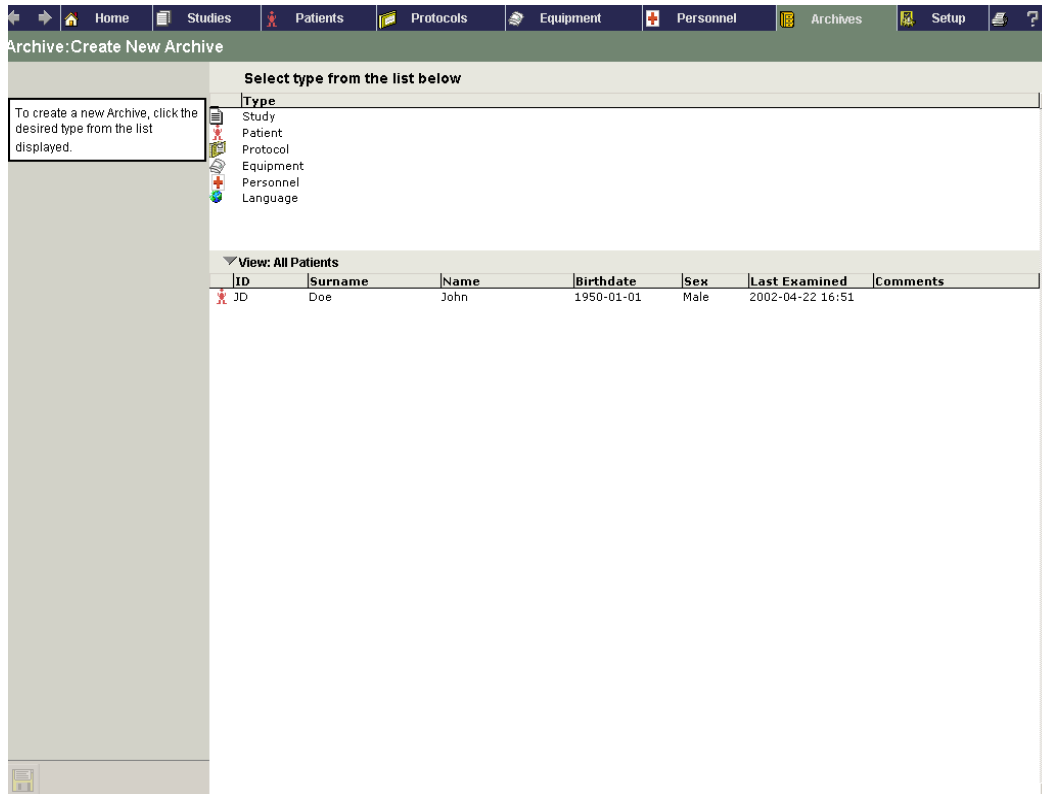 Home Studies Patients Protocols Equipment Personnel Archives Setup ?
Archive:Create New Archive
Select type from the list below
To create a new Archive, click the
desired type from the list
displayed.
Type
Study
Patient
Protocol
Equipment
Personnel
Language
View: All Patients
ID Surname Name Birthdate Sex Last Examined Comments
JD Doe John 1950-01-01 Male 2002-04-22 16:51